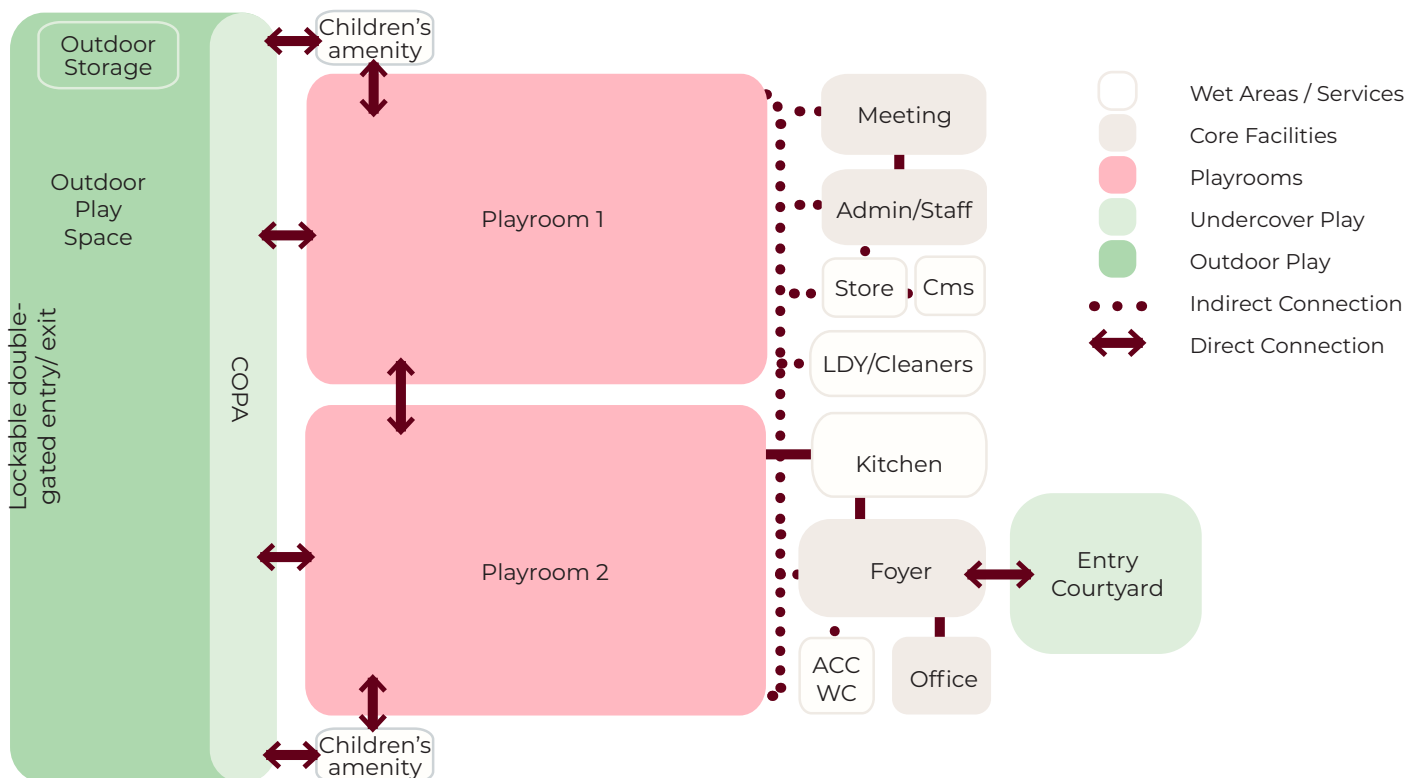 Outdoor
Storage
Children's
amenity
Outdoor
Play
Space
Lockable double-
gated entry/ exit
COPA
Playroom 1
Playroom 2
Children's
amenity
Meeting
Admin/Staff
Store
Cms
LDY/Cleaners
Kitchen
Foyer
Entry
Courtyard
ACC
WC
Office
Wet Areas / Services
Core Facilities
Playrooms
Undercover Play
Outdoor Play
Indirect Connection
Direct Connection